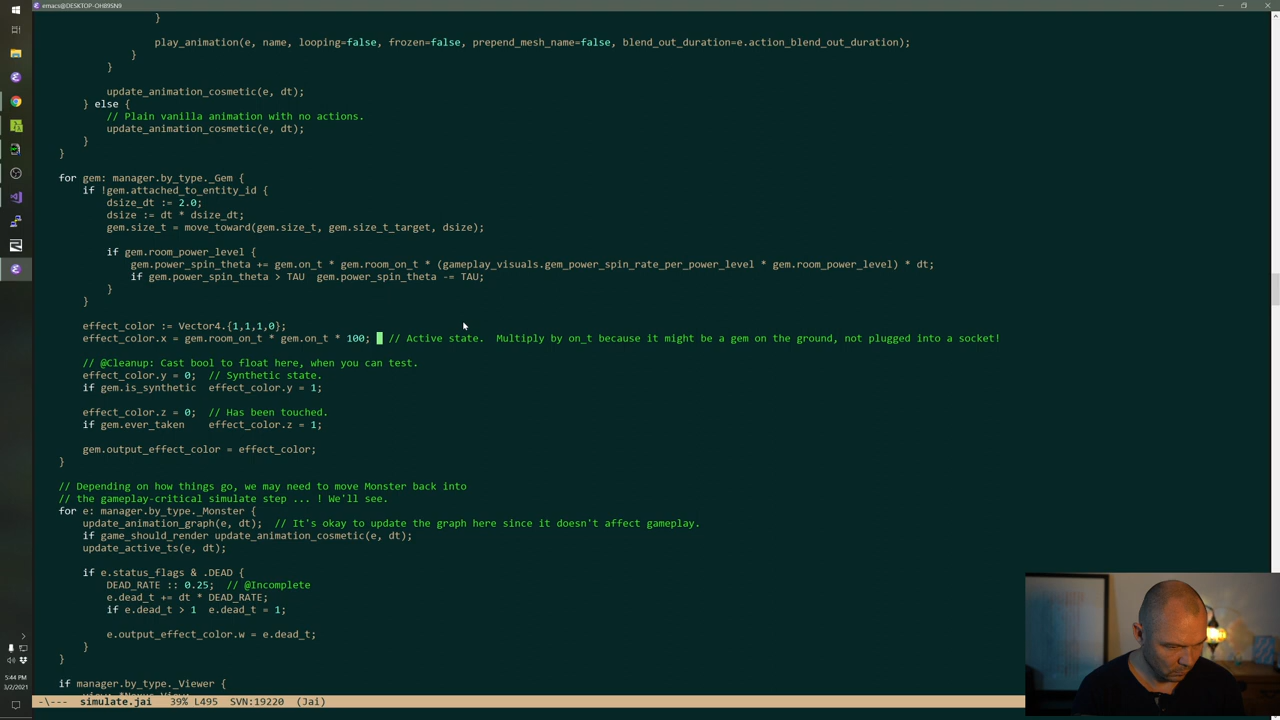 emacs@DESKTOP-OH89SN9
}
play_animation(e, name, looping=false, frozen=false, prepend_mesh_name=false, blend_out_duration=e.action_blend_out_duration);
}
}
update_animation_cosmetic(e, dt);
} else {
// Plain vanilla animation with no actions.
update_animation_cosmetic(e, dt);
}
}
for gem: manager.by_type._Gem {
if !gem.attached_to_entity_id {
dsize_dt := 2.0;
dsize := dt * dsize_dt;
gem.size_t = move_toward(gem.size_t, gem.size_t_target, dsize);
if gem.room_power_level {
gem.power_spin_theta += gem.on_t * gem.room_on_t * (gameplay_visuals.gem_power_spin_rate_per_power_level * gem.room_power_level) * dt;
if gem.power_spin_theta > TAU  gem.power_spin_theta -= TAU;
}
}
effect_color := Vector4.{1,1,1,0};
effect_color.x = gem.room_on_t * gem.on_t * 100;  // Active state.  Multiply by on_t because it might be a gem on the ground, not plugged into a socket!
// @Cleanup: Cast bool to float here, when you can test.
effect_color.y = 0;  // Synthetic state.
if gem.is_synthetic  effect_color.y = 1;
effect_color.z = 0;  // Has been touched.
if gem.ever_taken    effect_color.z = 1;
gem.output_effect_color = effect_color;
}
// Depending on how things go, we may need to move Monster back into
// the gameplay-critical simulate step ... ! We'll see.
for e: manager.by_type._Monster {
update_animation_graph(e, dt);  // It's okay to update the graph here since it doesn't affect gameplay.
if game_should_render update_animation_cosmetic(e, dt);
update_active_ts(e, dt);
if e.status_flags & .DEAD {
DEAD_RATE :: 0.25;  // @Incomplete
e.dead_t += dt * DEAD_RATE;
if e.dead_t > 1  e.dead_t = 1;
e.output_effect_color.w = e.dead_t;
}
}
if manager.by_type._Viewer {
-\---  simulate.jai    39% L495   SVN:19220  (Jai)
5:44 PM
3/2/2021